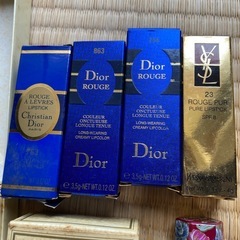 ROUGE
A LÈVRES
LIPSTICK
Christian
Dior
PARIS
863
Dior
ROUGE
COULEUR
ONCTUEUSE
LONGUE TENUE
LONG-WEARING
CREAMY LIPCOLOR
Dior
3.5g-NET WT.0.12 OZ.
Dior
ROUGE
COULEUR
ONCTUEUSE
LONGUE TENUE
LONG-WEARING
CREAMY LIPCOLOR
Dior
3.5g-NET WT.0.12 OZ.
YSL
23
ROUGE PUR
PURE LIPSTICK
SPF 8